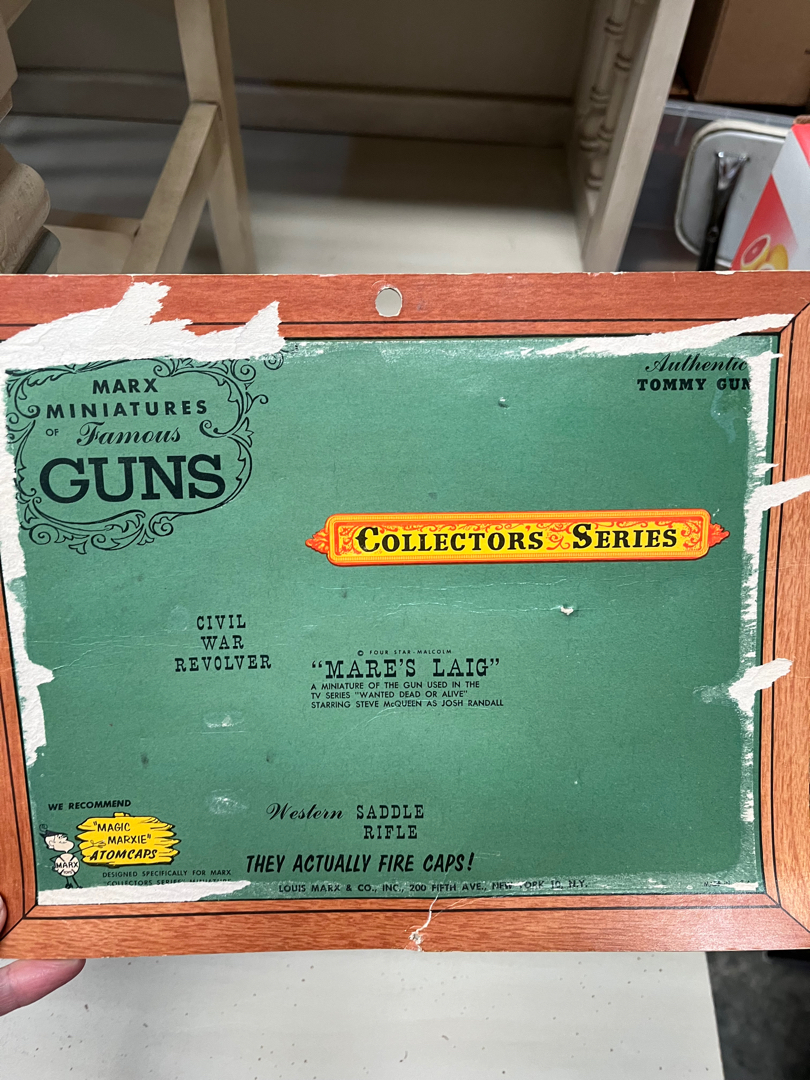 MARX
MINIATURES
OF Famous
GUNS
Authentic
TOMMY GUN
COLLECTOR'S SERIES
CIVIL
WAR
REVOLVER
© FOUR STAR-MALCOLM
"MARE'S LAIG"
A MINIATURE OF THE GUN USED IN THE
TV SERIES "WANTED DEAD OR ALIVE"
STARRING STEVE McQUEEN AS JOSH RANDALL
WE RECOMMEND
"MAGIC
MARXIE"
ATOMCAPS
MARX
DESIGNED SPECIFICALLY FOR MARX
"COLLECTORS SERIES" MINIATURE
Western SADDLE
RIFLE
THEY ACTUALLY FIRE CAPS!
LOUIS MARX & CO., INC., 200 FIFTH AVE., NEW YORK 10, N.Y.